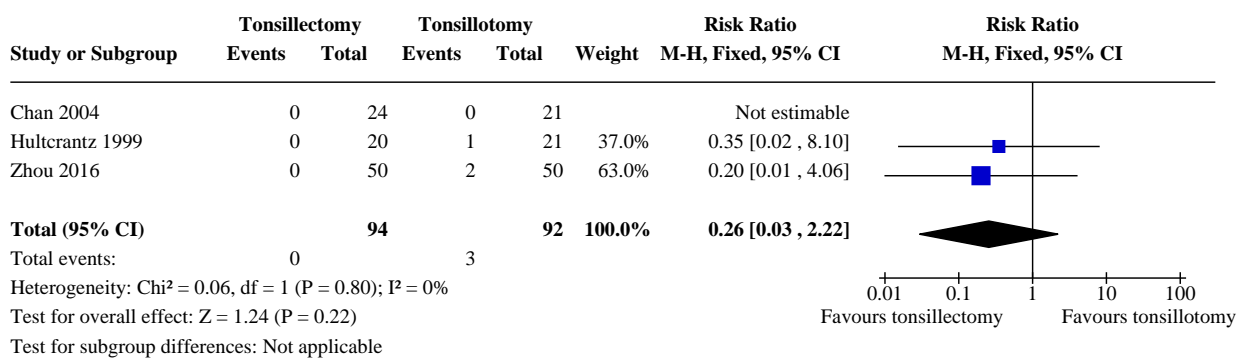 Tonsillectomy Tonsillotomy Risk Ratio Risk Ratio
Study or Subgroup Events Total Events Total Weight M-H, Fixed, 95% CI M-H, Fixed, 95% CI
Chan 2004 0 24 0 21 Not estimable
Hultcrantz 1999 0 20 1 21 37.0% 0.35 [0.02 , 8.10]
Zhou 2016 0 50 2 50 63.0% 0.20 [0.01 , 4.06]
Total (95% CI) 94 92 100.0% 0.26 [0.03 , 2.22]
Total events: 0 3
Heterogeneity: Chi² = 0.06, df = 1 (P = 0.80); I² = 0%
0.01 0.1 1 10 100
Test for overall effect: Z = 1.24 (P = 0.22)
Favours tonsillectomy Favours tonsillotomy
Test for subgroup differences: Not applicable